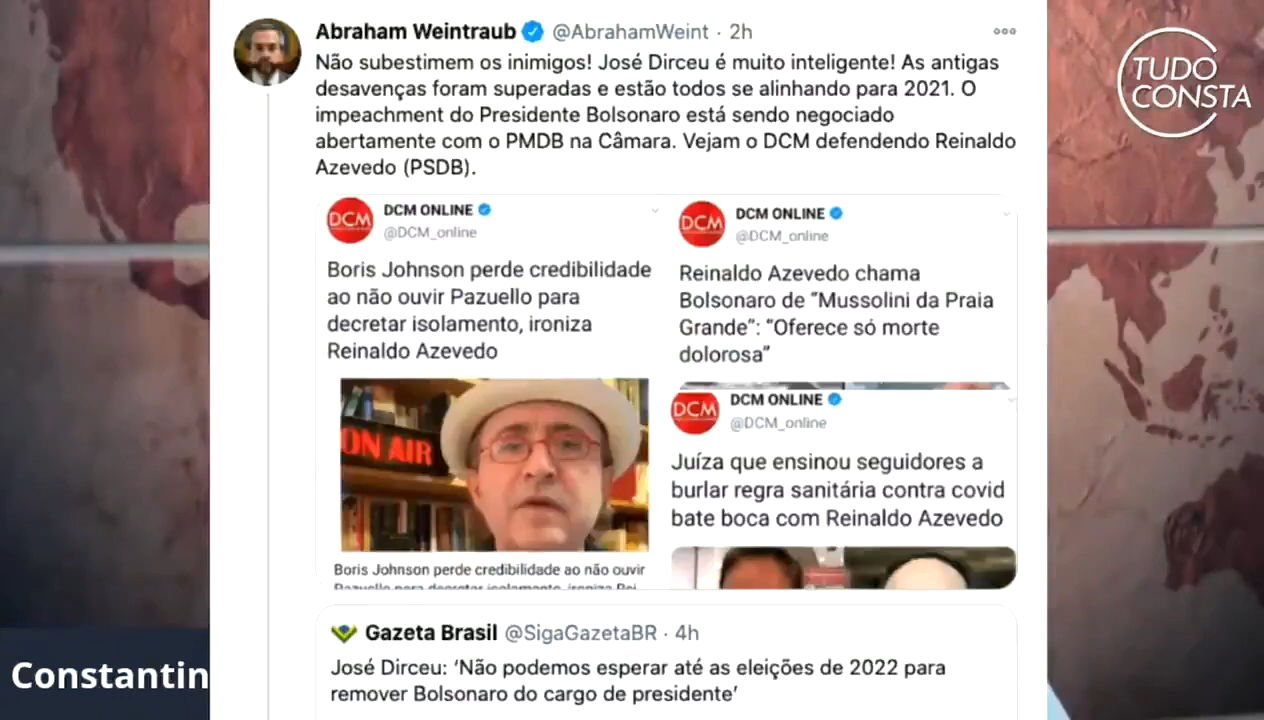 Abraham Weintraub @AbrahamWeint · 2h
Não subestimem os inimigos! José Dirceu é muito inteligente! As antigas
desavenças foram superadas e estão todos se alinhando para 2021. O
impeachment do Presidente Bolsonaro está sendo negociado
abertamente com o PMDB na Câmara. Vejam o DCM defendendo Reinaldo
Azevedo (PSDB).
TUDO
CONSTA
DCM
DCM ONLINE
@DCM_online
Boris Johnson perde credibilidade
ao não ouvir Pazuello para
decretar isolamento, ironiza
Reinaldo Azevedo
ON AIR
Boris Johnson perde credibilidade ao não ouvir
Pazuello para decretar isolamento, ironiza Rei
DCM
DCM ONLINE
@DCM_online
Reinaldo Azevedo chama
Bolsonaro de "Mussolini da Praia
Grande": "Oferece só morte
dolorosa"
DCM
DCM ONLINE
@DCM_online
Juíza que ensinou seguidores a
burlar regra sanitária contra covid
bate boca com Reinaldo Azevedo
Gazeta Brasil @SigaGazetaBR · 4h
José Dirceu: 'Não podemos esperar até as eleições de 2022 para
remover Bolsonaro do cargo de presidente'
Constantin